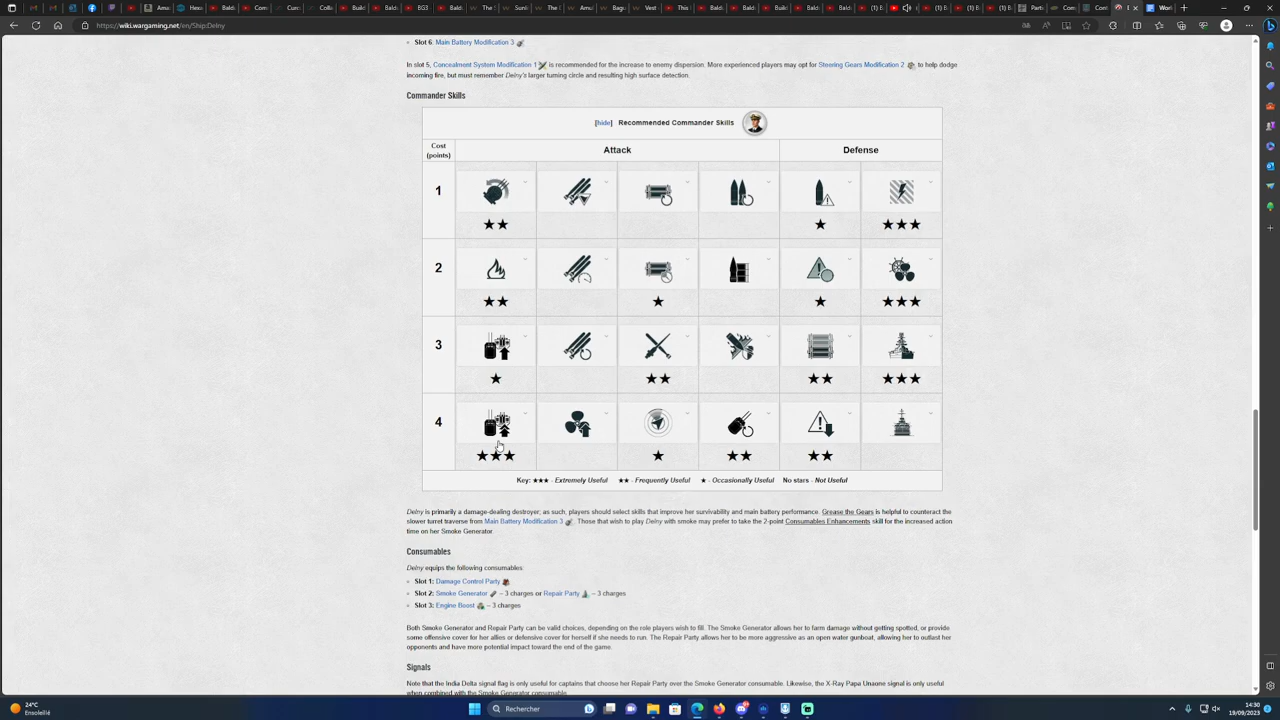 https://wiki.wargaming.net/en/Ship:Delny
Slot 6: Main Battery Modification 3
In slot 5, Concealment System Modification 1 is recommended for the increase to enemy dispersion. More experienced players may opt for Steering Gears Modification 2 to help dodge
incoming fire, but must remember Delny's larger turning circle and resulting high surface detection.
Commander Skills
[hide] Recommended Commander Skills
Cost
(points)
Attack
Defense
1
★★ ★ ★★★
2
★★ ★ ★ ★★★
3
★ ★★ ★★ ★★★
4
★★★ ★ ★★ ★★
Key: ★★★ - Extremely Useful ★★ - Frequently Useful ★ - Occasionally Useful No stars - Not Useful
Delny is primarily a damage-dealing destroyer; as such, players should select skills that improve her survivability and main battery performance. Grease the Gears is helpful to counteract the
slower turret traverse from Main Battery Modification 3. Those that wish to play Delny with smoke may prefer to take the 2-point Consumables Enhancements skill for the increased action
time on her Smoke Generator.
Consumables
Delny equips the following consumables:
Slot 1: Damage Control Party
Slot 2: Smoke Generator – 3 charges or Repair Party – 3 charges
Slot 3: Engine Boost – 3 charges
Both Smoke Generator and Repair Party can be valid choices, depending on the role players wish to fill. The Smoke Generator allows her to farm damage without getting spotted, or provide
some offensive cover for her allies or defensive cover for herself if she needs to run. The Repair Party allows her to be more aggressive as an open water gunboat, allowing her to outlast her
opponents and have more potential impact toward the end of the game.
Signals
Note that the India Delta signal flag is only useful for captains that choose her Repair Party over the Smoke Generator consumable. Likewise, the X-Ray Papa Unaone signal is only useful
when combined with the Smoke Generator consumable.
24°C
Ensoleillé
Rechercher
14:30
19/09/2023